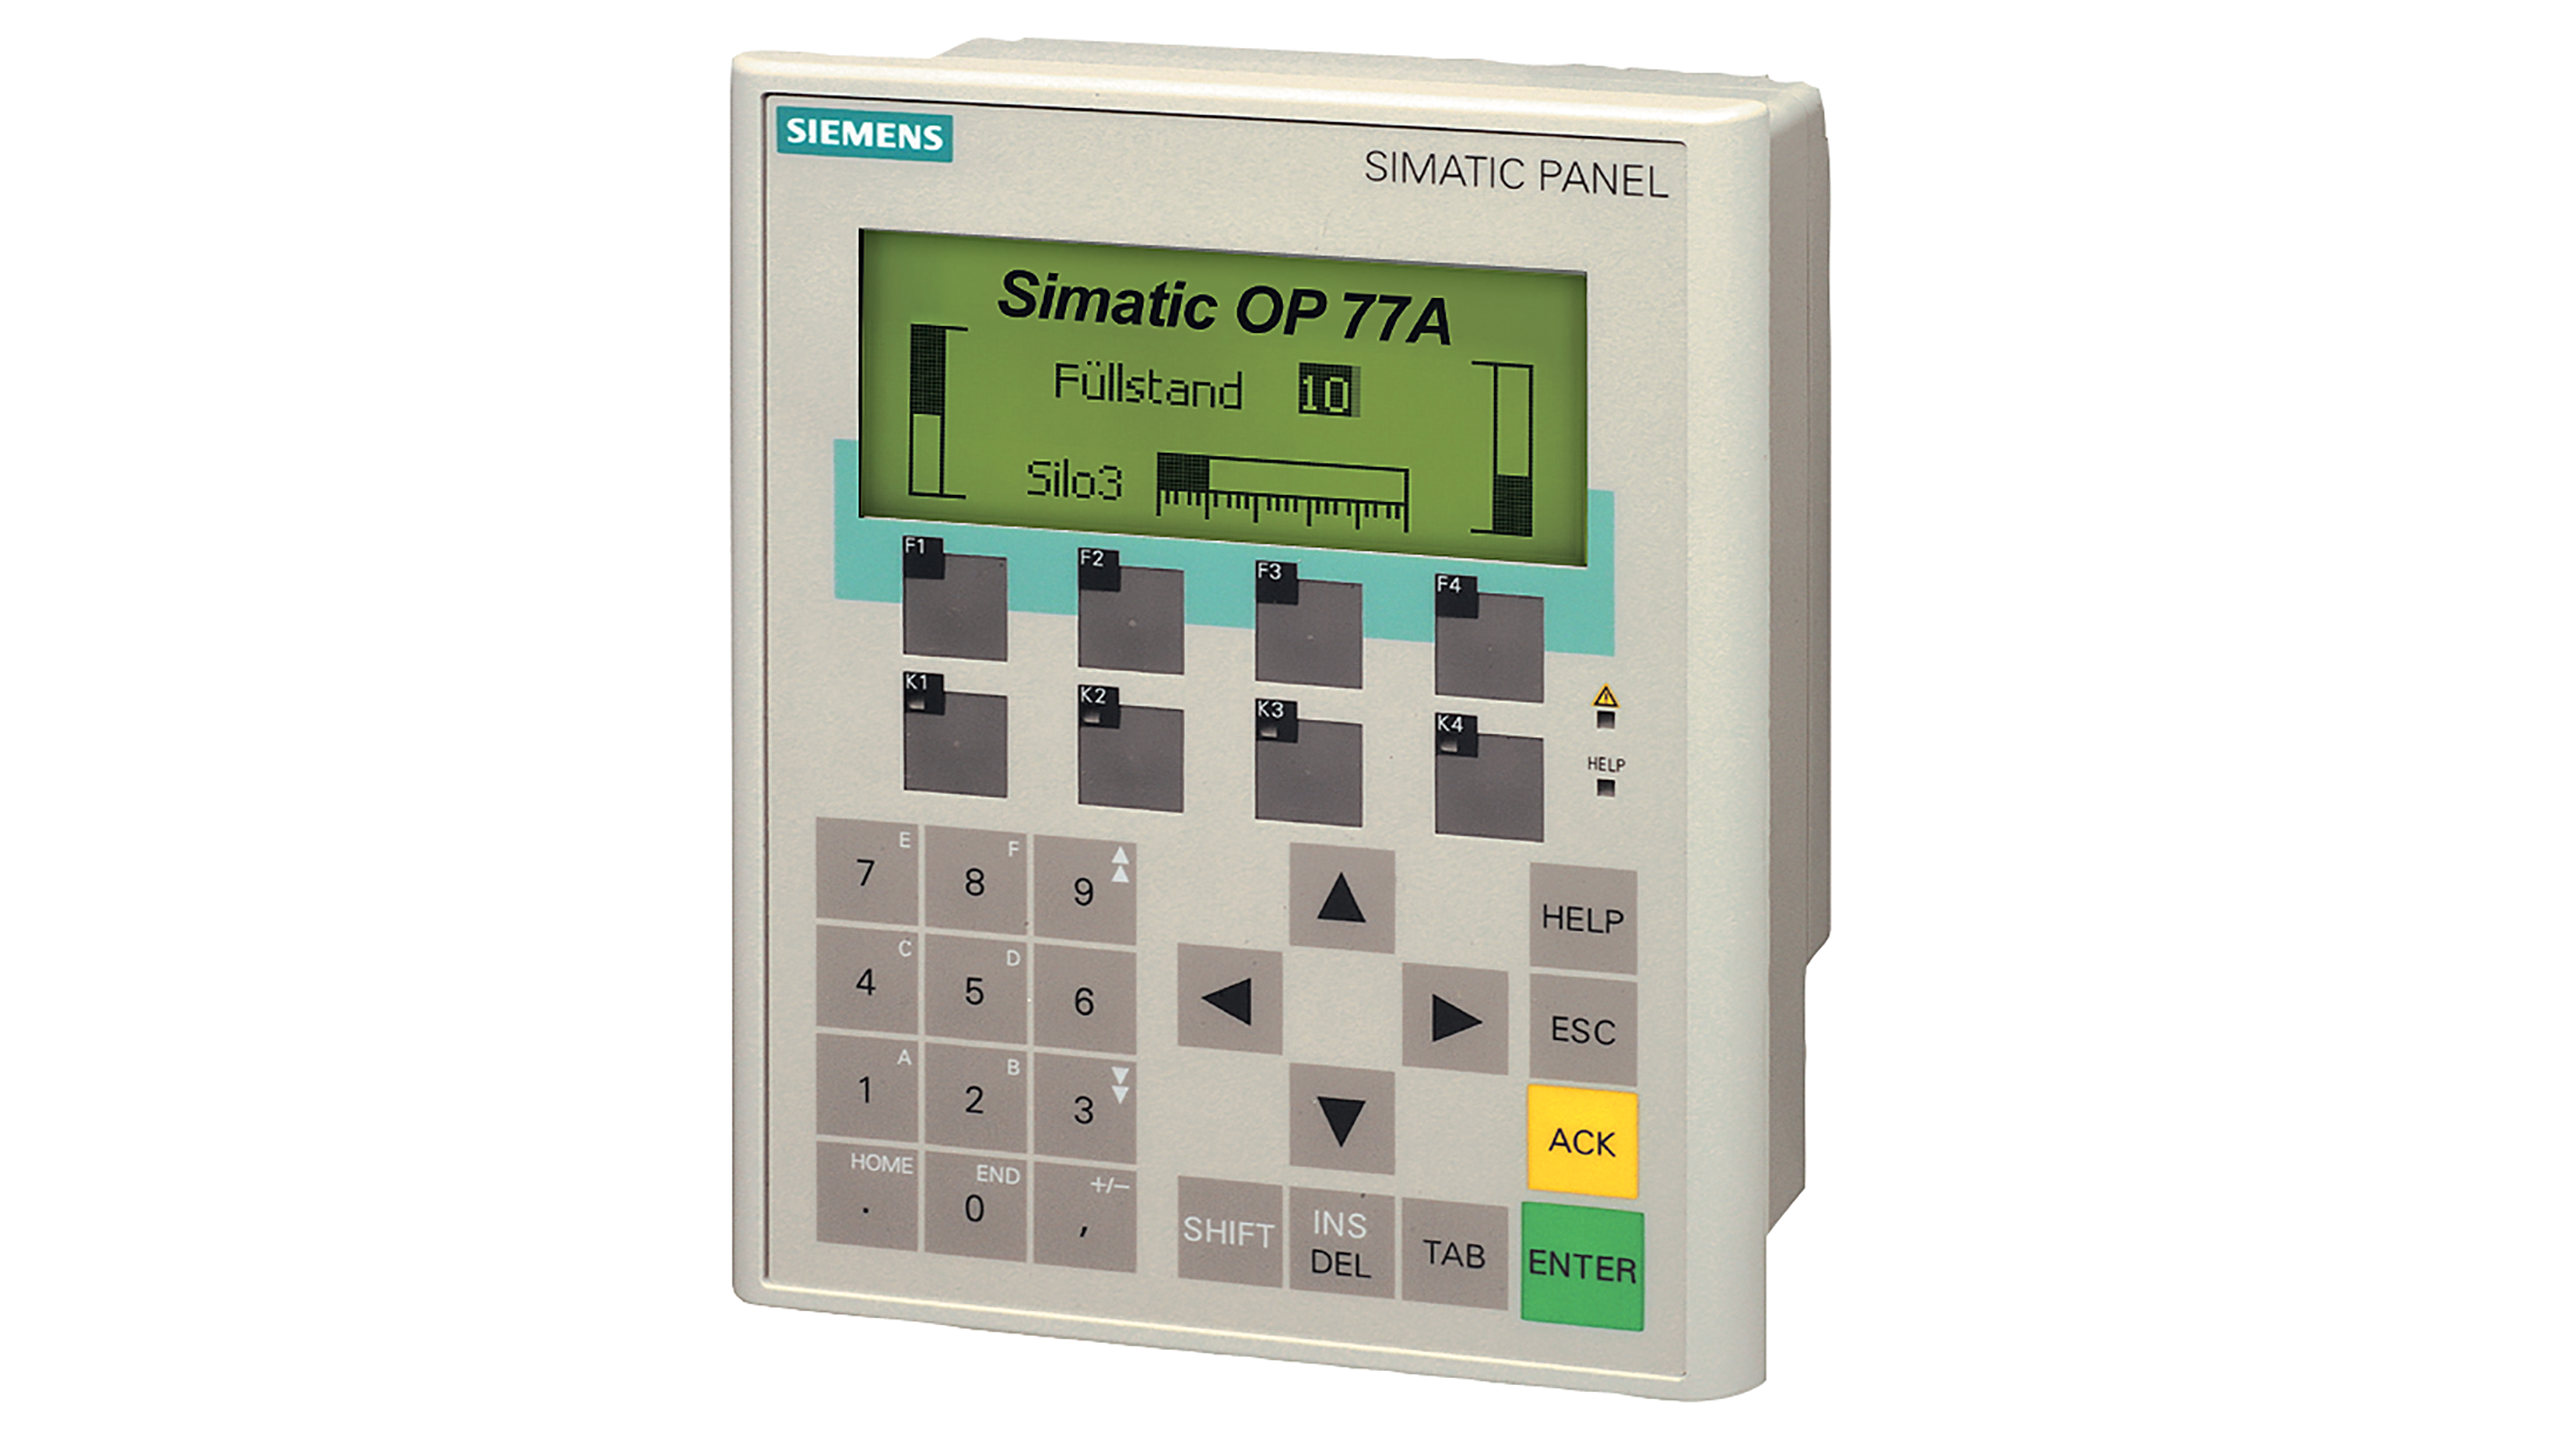 SIEMENS
SIMATIC PANEL
Simatic OP 77A
Füllstand 10
Silo3
F1 F2 F3 F4
K1 K2 K3 K4
HELP
E F
7 8 9
HELP
C D
4 5 6
ESC
A B
1 2 3
ACK
HOME END +/−
. 0 ,
SHIFT INS TAB ENTER
DEL